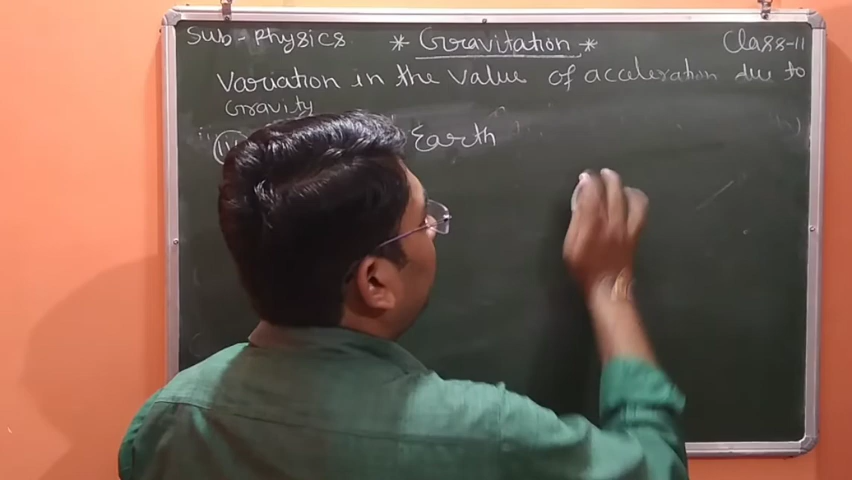 Sub - Physics * Gravitation * Class-11
Variation in the value of acceleration due to
Gravity
Earth